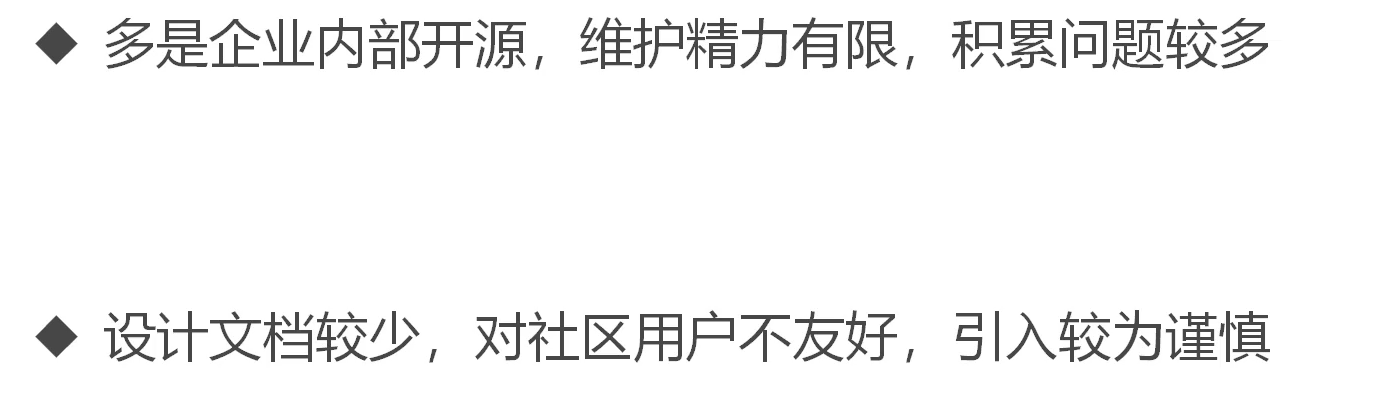 ◆ 多是企业内部开源，维护精力有限，积累问题较多
◆ 设计文档较少，对社区用户不友好，引入较为谨慎